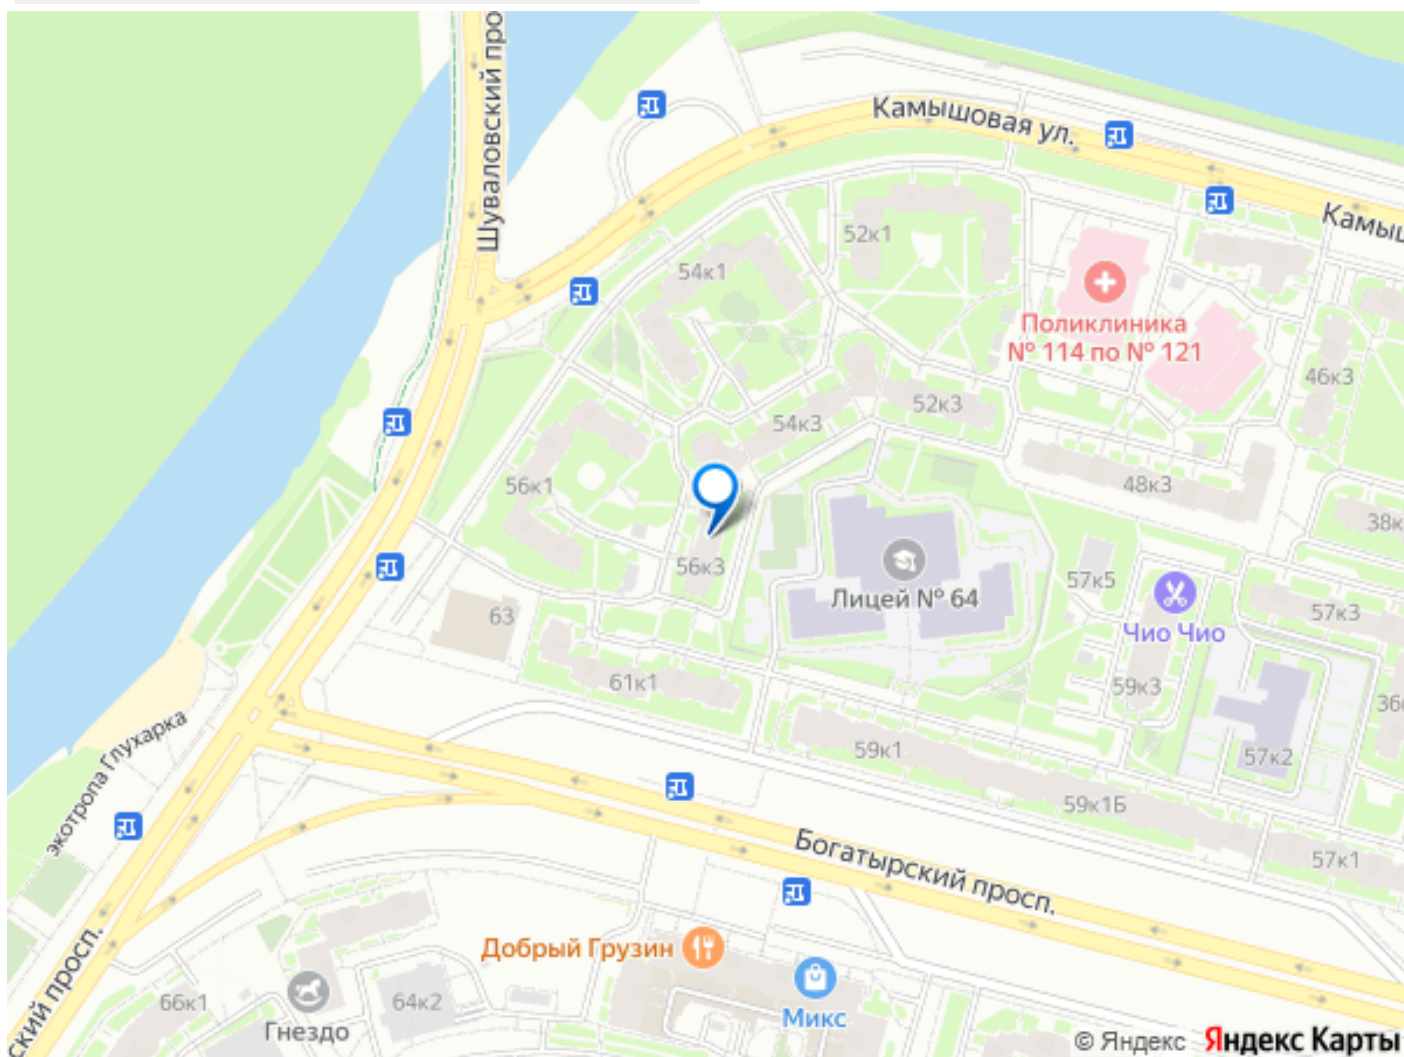 Шуваловский про
Камышовая ул.
Камыш
52к1
54к1
Поликлиника
№ 114 по № 121
46к3
52к3
54к3
56к1
48к3
38к
56к3
57к5
Лицей № 64
63
Чио Чио
57к3
61к1
59к3
36
экотропа Глухарка
59к1
57к2
59к1Б
Богатырский просп.
57к1
ский просп.
Добрый Грузин
66к1
Гнездо
64к2
Микс
© Яндекс Яндекс Карты